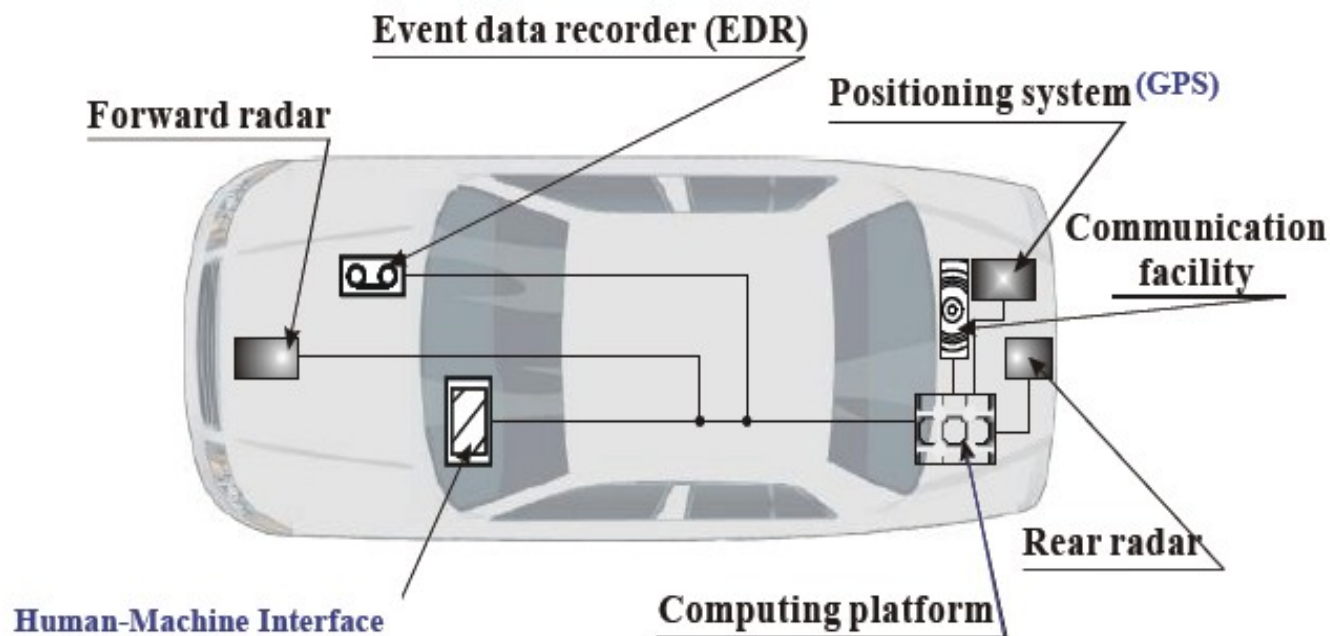 Event data recorder (EDR)
Positioning system (GPS)
Forward radar
Communication
facility
Rear radar
Computing platform
Human-Machine Interface